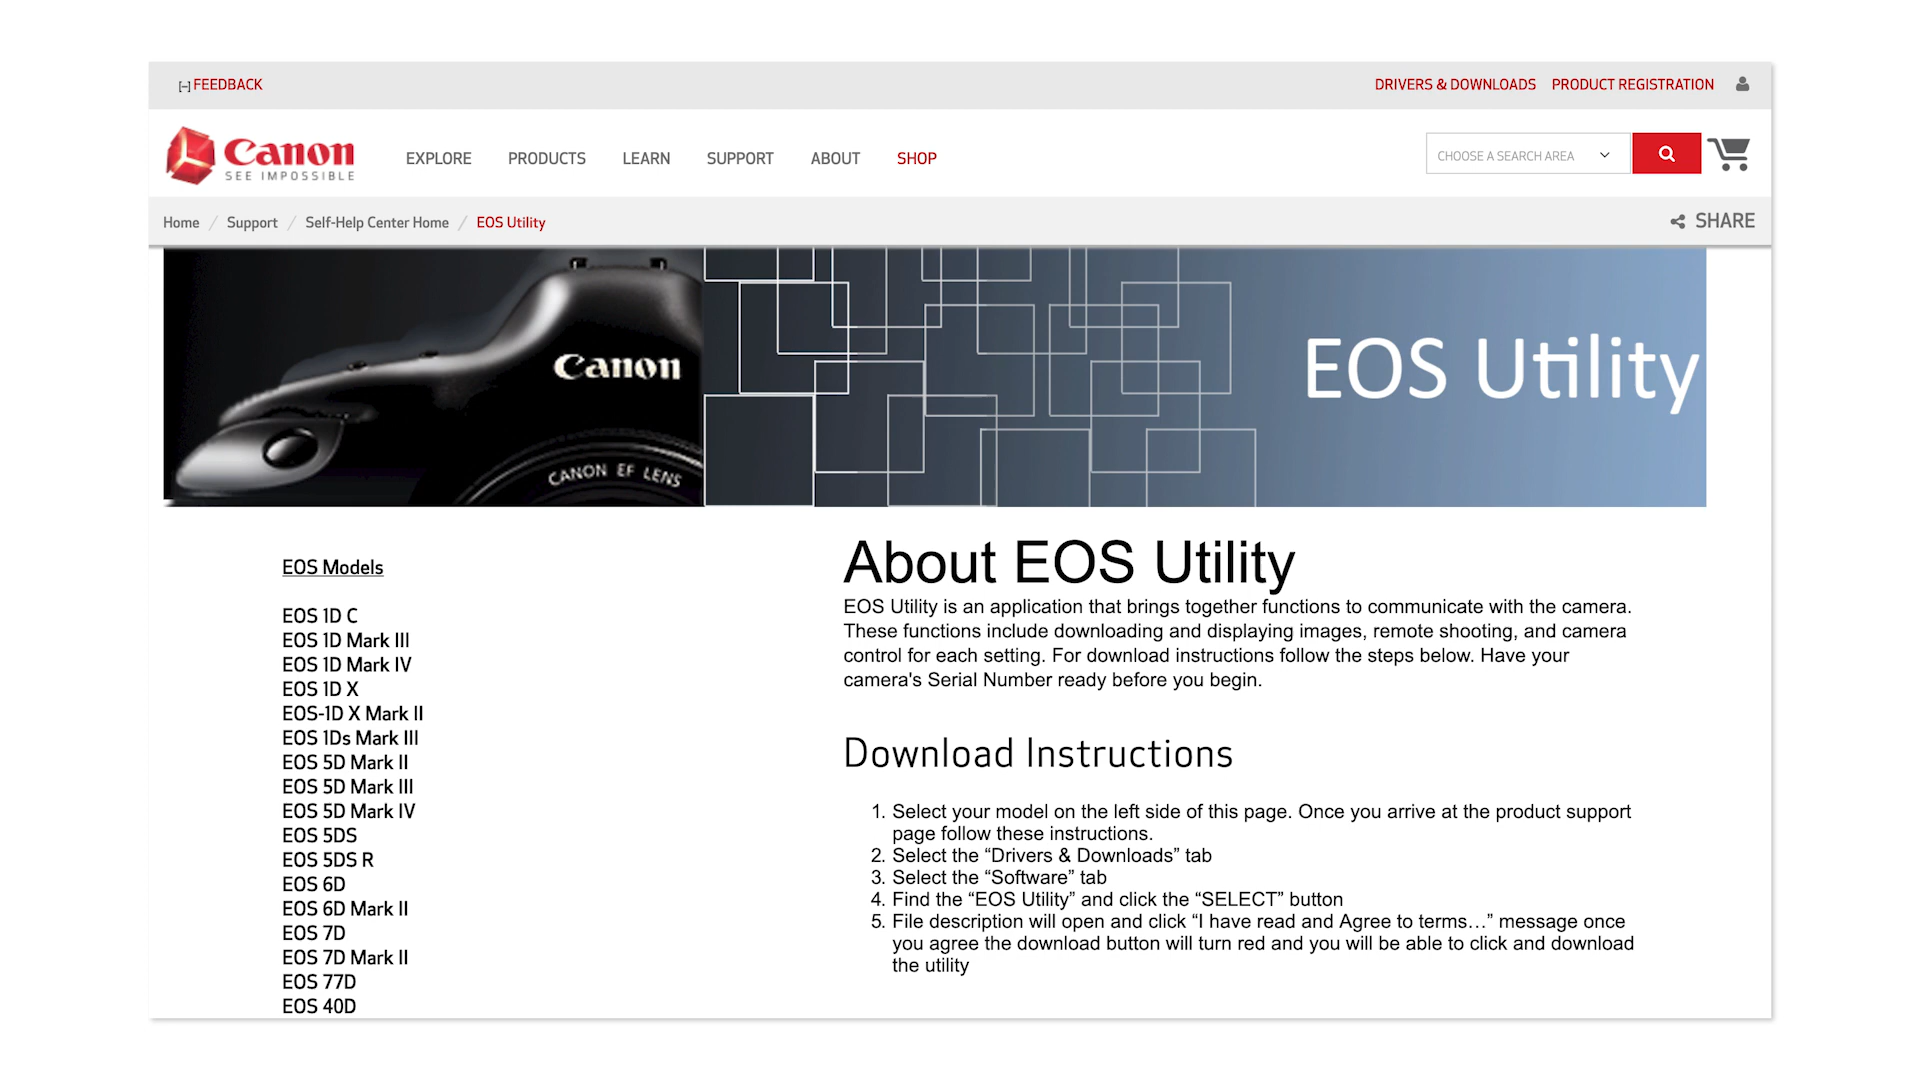 [–] FEEDBACK
DRIVERS & DOWNLOADS PRODUCT REGISTRATION
Canon
SEE IMPOSSIBLE
EXPLORE PRODUCTS LEARN SUPPORT ABOUT SHOP
CHOOSE A SEARCH AREA
Home / Support / Self-Help Center Home / EOS Utility
SHARE
Canon
CANON EF LENS
EOS Utility
EOS Models
EOS 1D C
EOS 1D Mark III
EOS 1D Mark IV
EOS 1D X
EOS-1D X Mark II
EOS 1Ds Mark III
EOS 5D Mark II
EOS 5D Mark III
EOS 5D Mark IV
EOS 5DS
EOS 5DS R
EOS 6D
EOS 6D Mark II
EOS 7D
EOS 7D Mark II
EOS 77D
EOS 40D
About EOS Utility
EOS Utility is an application that brings together functions to communicate with the camera.
These functions include downloading and displaying images, remote shooting, and camera
control for each setting. For download instructions follow the steps below. Have your
camera's Serial Number ready before you begin.
Download Instructions
1. Select your model on the left side of this page. Once you arrive at the product support
page follow these instructions.
2. Select the “Drivers & Downloads” tab
3. Select the “Software” tab
4. Find the “EOS Utility” and click the “SELECT” button
5. File description will open and click “I have read and Agree to terms…” message once
you agree the download button will turn red and you will be able to click and download
the utility